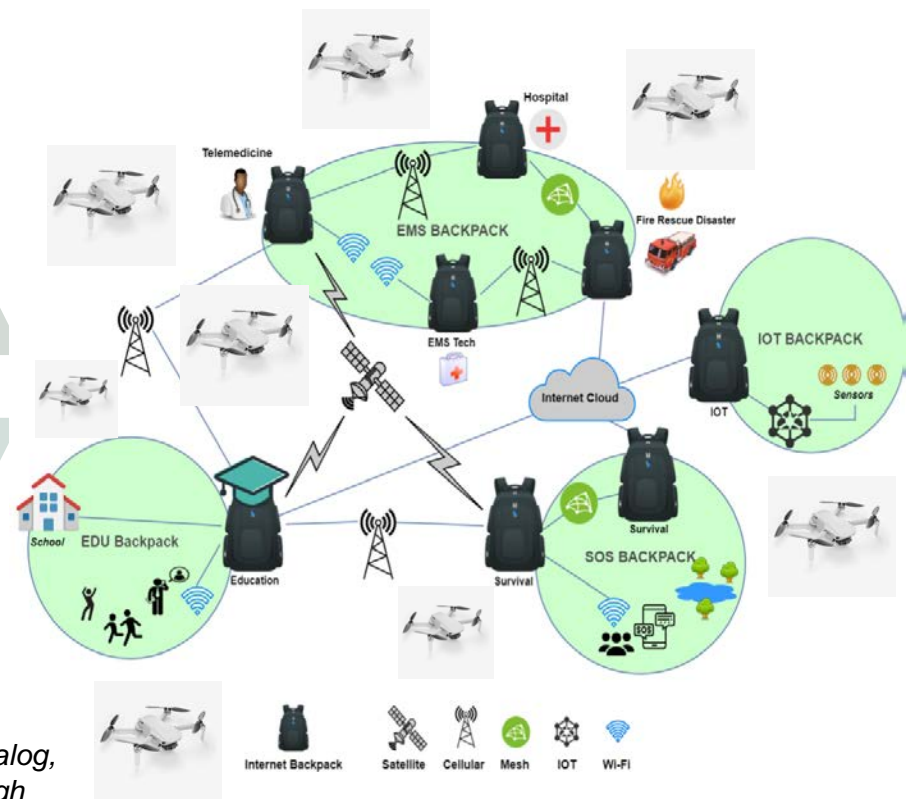 Hospital
Telemedicine
Fire Rescue Disaster
EMS BACKPACK
EMS Tech
IOT BACKPACK
Sensors
IOT
Internet Cloud
School
EDU Backpack
Education
Survival
Survival
SOS BACKPACK
SOS
alog,
gh
Internet Backpack
Satellite
Cellular
Mesh
IOT
Wi-Fi